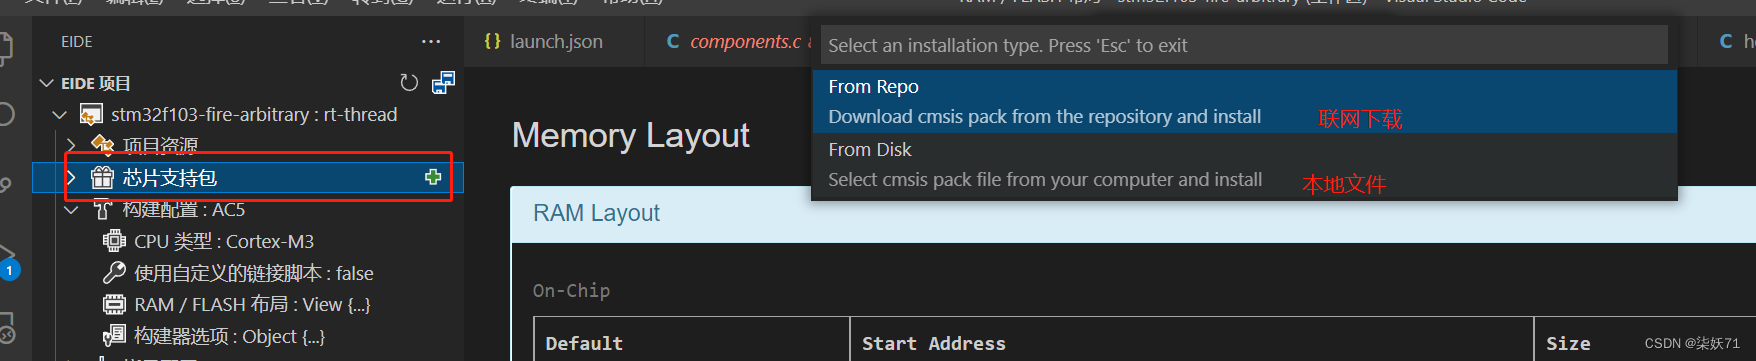 EIDE
...
launch.json
components.c
Select an installation type. Press 'Esc' to exit
From Repo
Download cmsis pack from the repository and install
联网下载
From Disk
Select cmsis pack file from your computer and install
本地文件
EIDE 项目
stm32f103-fire-arbitrary : rt-thread
项目资源
芯片支持包
构建配置 : AC5
CPU 类型 : Cortex-M3
使用自定义的链接脚本 : false
RAM / FLASH 布局 : View {...}
构建器选项 : Object {...}
1
Memory Layout
RAM Layout
On-Chip
Default
Start Address
Size
CSDN @柒妖71